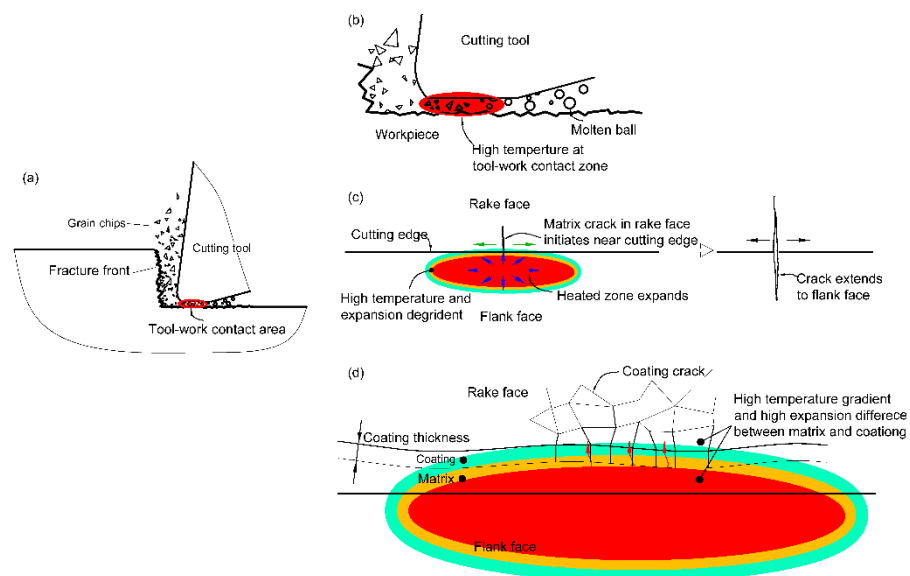 (a)
Grain chips
Cutting tool
Fracture front
Tool-work contact area
(b)
Cutting tool
Workpiece
Molten ball
High temperture at
tool-work contact zone
(c)
Rake face
Cutting edge
Matrix crack in rake face
initiates near cutting edge
High temperature and
expansion degrident
Heated zone expands
Flank face
Crack extends
to flank face
(d)
Coating crack
Rake face
High temperature gradient
and high expansion differece
between matrix and coationg
Coating thickness
Coating
Matrix
Flank face